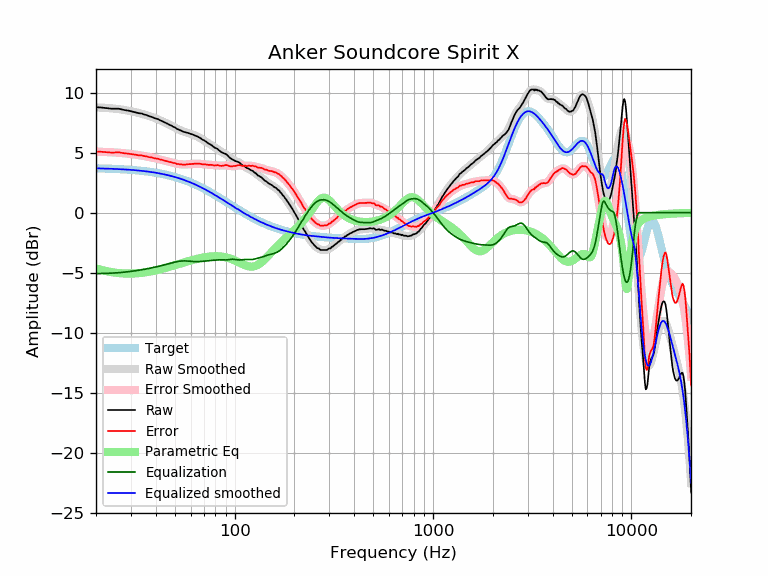 Anker Soundcore Spirit X
10
5
0
−5
−10
−15
−20
−25
Amplitude (dBr)
Target
Raw Smoothed
Error Smoothed
Raw
Error
Parametric Eq
Equalization
Equalized smoothed
100
1000
10000
Frequency (Hz)